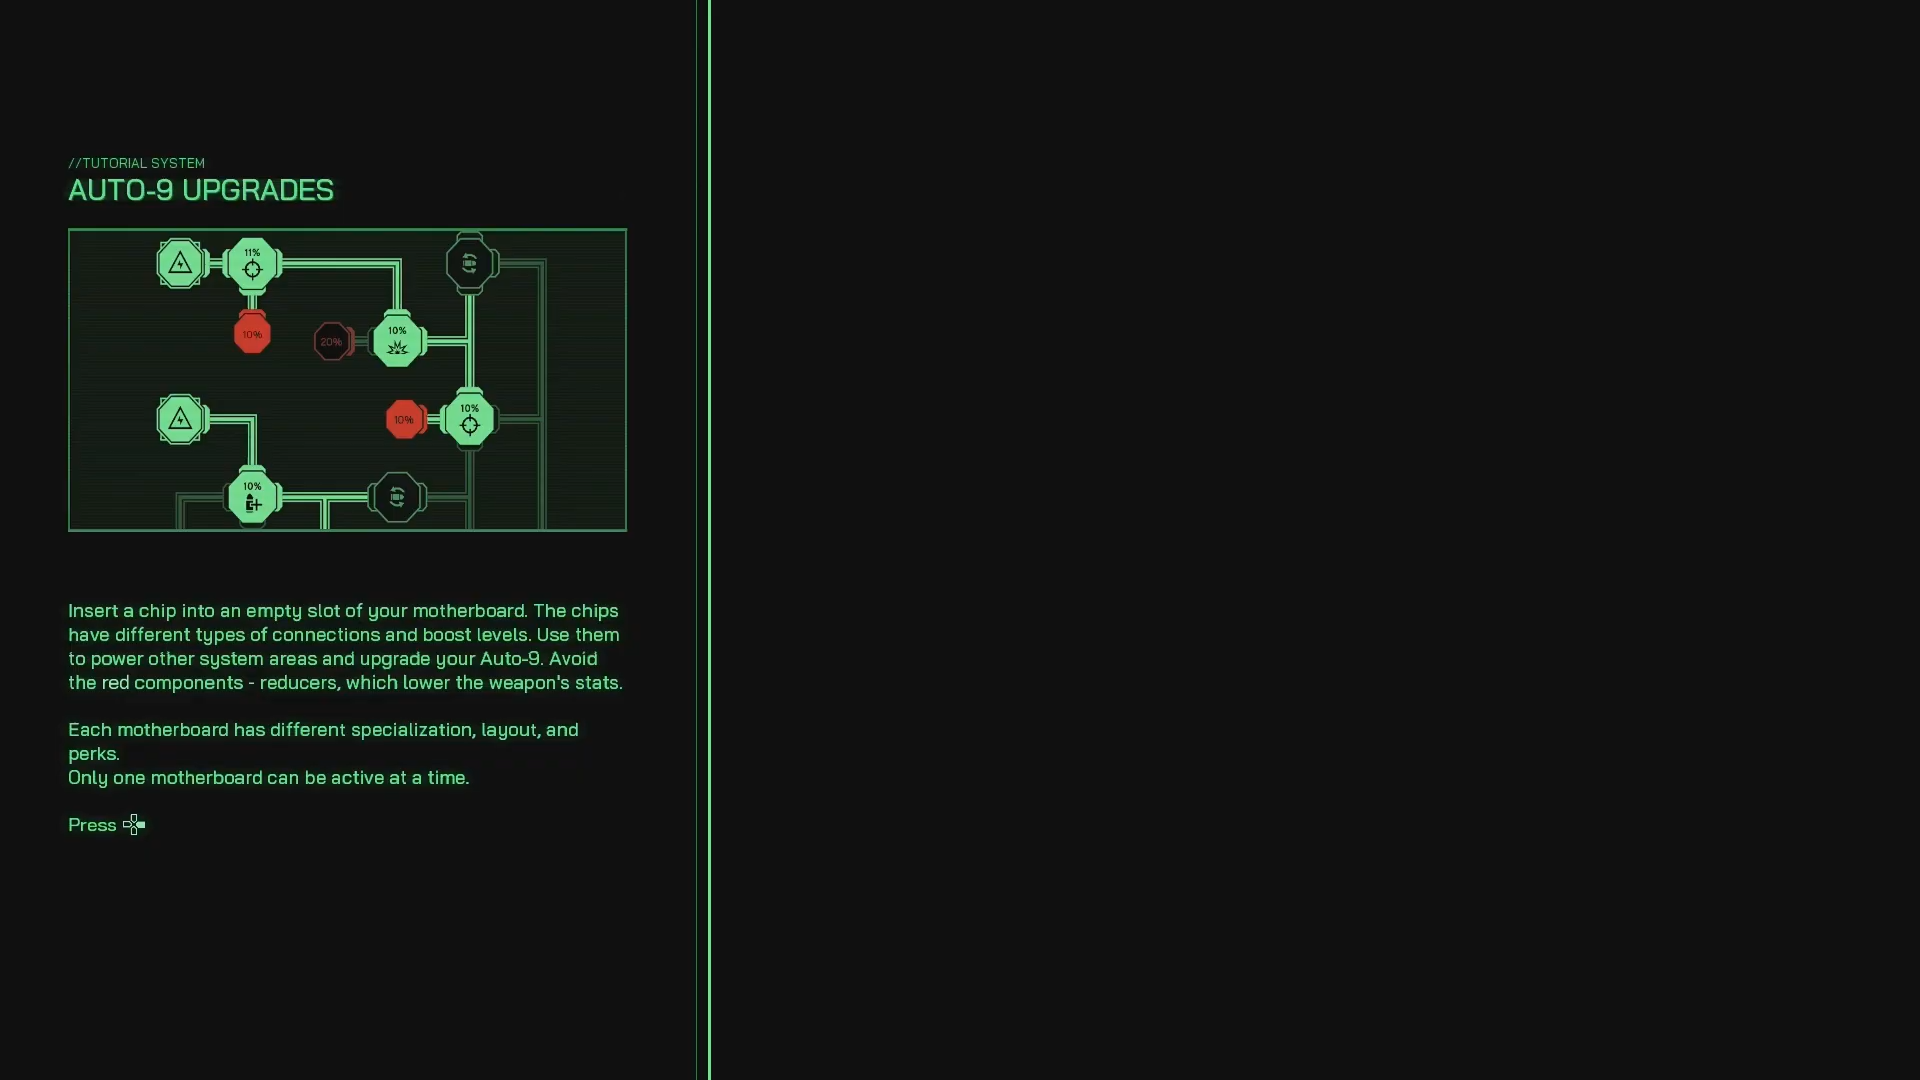 //TUTORIAL SYSTEM
AUTO-9 UPGRADES
11%
10%
20%
10%
10%
10%
10%
Insert a chip into an empty slot of your motherboard. The chips
have different types of connections and boost levels. Use them
to power other system areas and upgrade your Auto-9. Avoid
the red components - reducers, which lower the weapon's stats.
Each motherboard has different specialization, layout, and
perks.
Only one motherboard can be active at a time.
Press